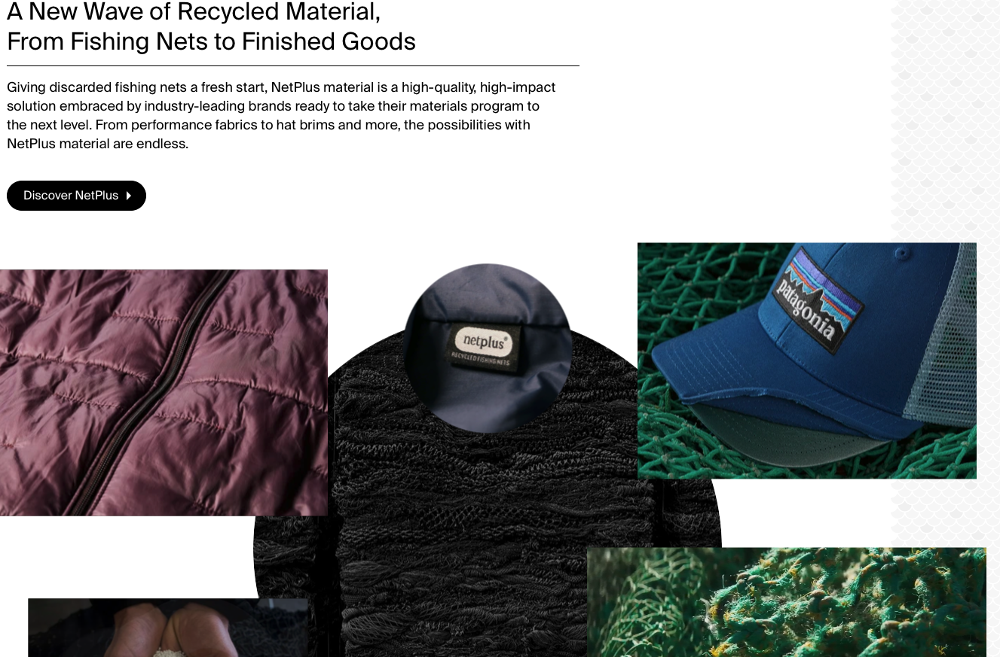 A New Wave of Recycled Material,
From Fishing Nets to Finished Goods
Giving discarded fishing nets a fresh start, NetPlus material is a high-quality, high-impact
solution embraced by industry-leading brands ready to take their materials program to
the next level. From performance fabrics to hat brims and more, the possibilities with
NetPlus material are endless.
Discover NetPlus
netplus®
RECYCLED FISHING NETS
patagonia